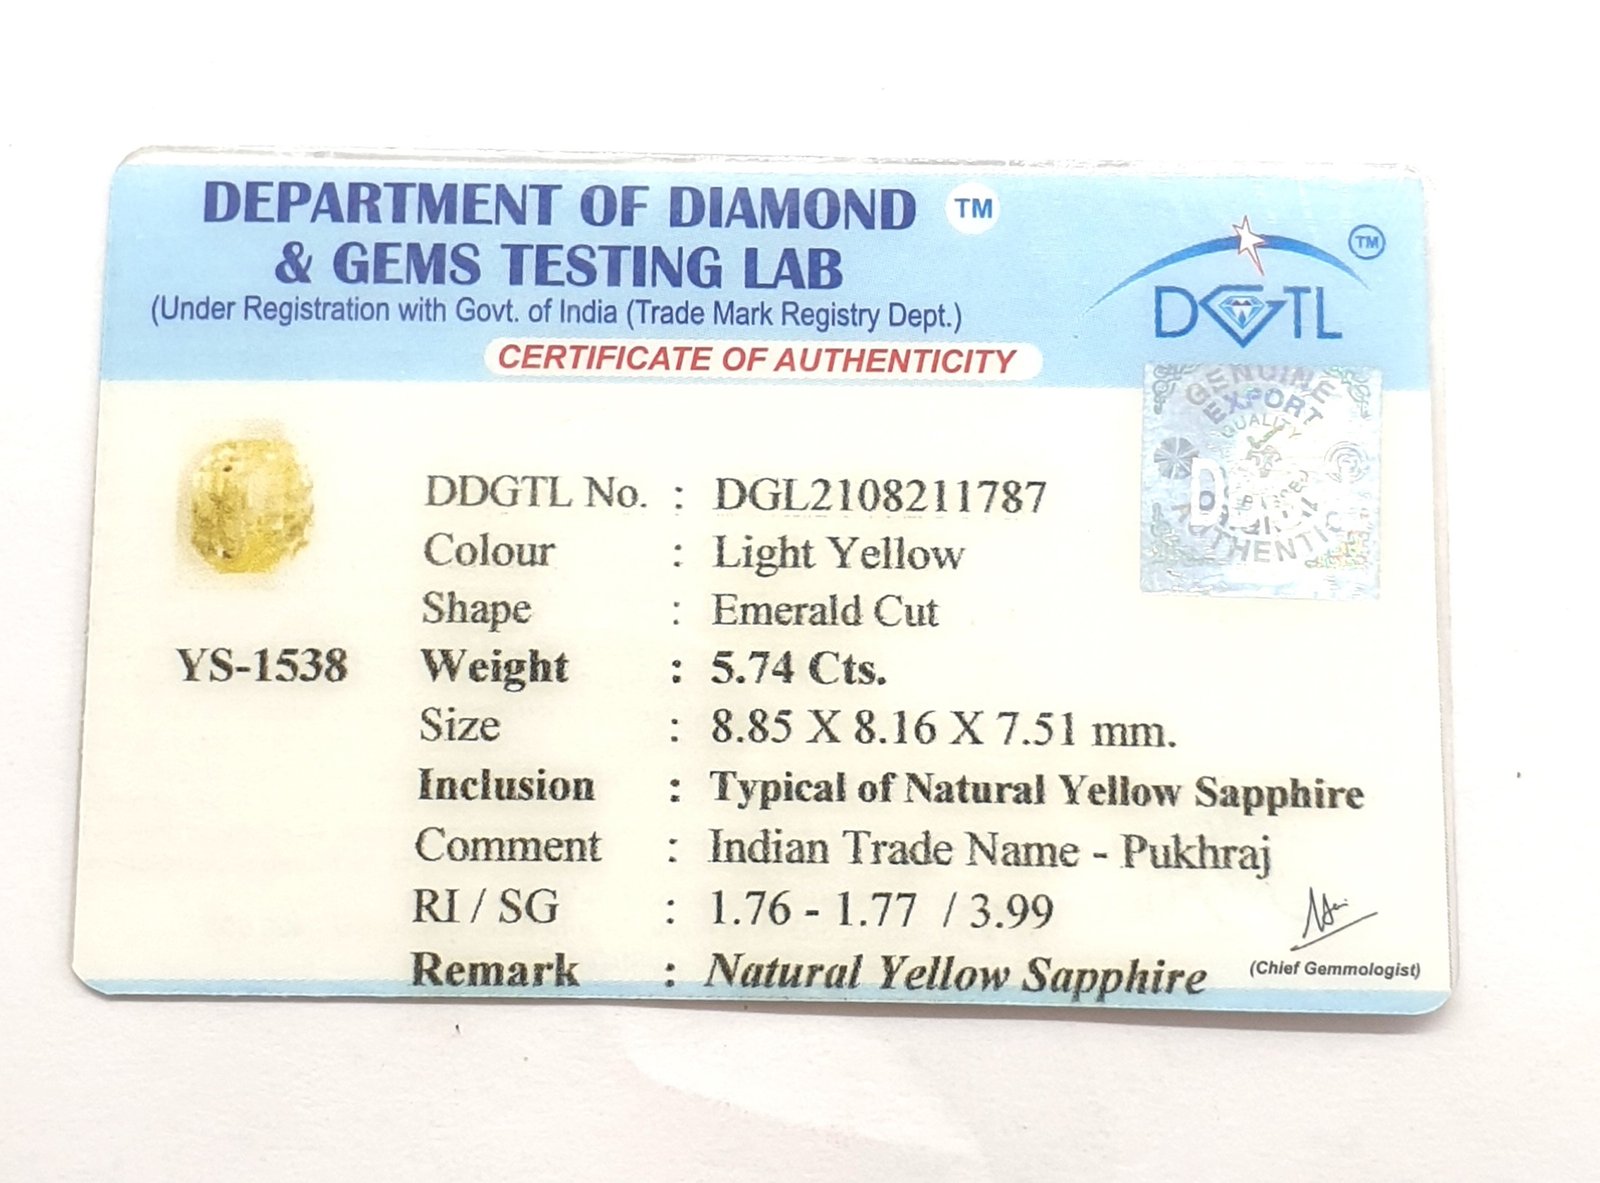 DEPARTMENT OF DIAMOND TM
& GEMS TESTING LAB
(Under Registration with Govt. of India (Trade Mark Registry Dept.)
CERTIFICATE OF AUTHENTICITY
DGTL TM
GENUINE
EXPORT
QUALITY
AUTHENTIC
DDGTL No. : DGL2108211787
Colour : Light Yellow
Shape : Emerald Cut
YS-1538
Weight : 5.74 Cts.
Size : 8.85 X 8.16 X 7.51 mm.
Inclusion : Typical of Natural Yellow Sapphire
Comment : Indian Trade Name - Pukhraj
RI / SG : 1.76 - 1.77 / 3.99
Remark : Natural Yellow Sapphire
(Chief Gemmologist)